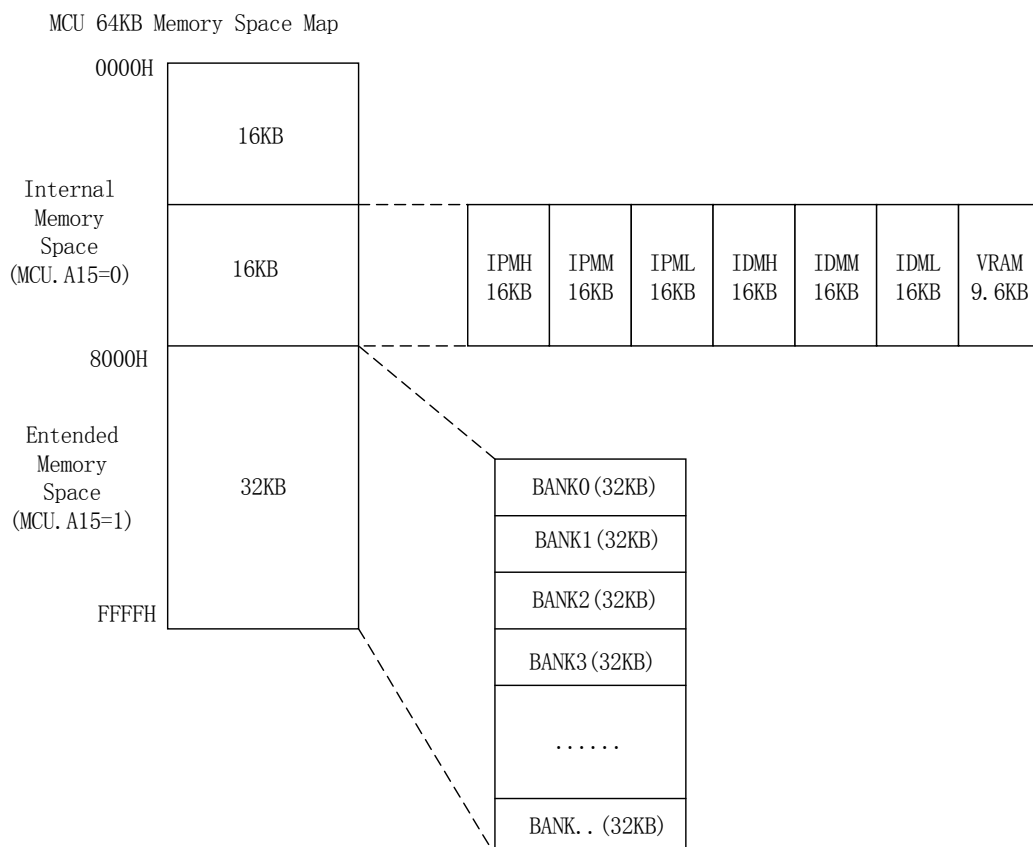 MCU 64KB Memory Space Map
0000H
16KB
Internal
Memory
Space
(MCU.A15=0)
16KB
IPMH
16KB
IPMM
16KB
IPML
16KB
IDMH
16KB
IDMM
16KB
IDML
16KB
VRAM
9.6KB
8000H
Entended
Memory
Space
(MCU.A15=1)
32KB
FFFFH
BANK0(32KB)
BANK1(32KB)
BANK2(32KB)
BANK3(32KB)
......
BANK..(32KB)